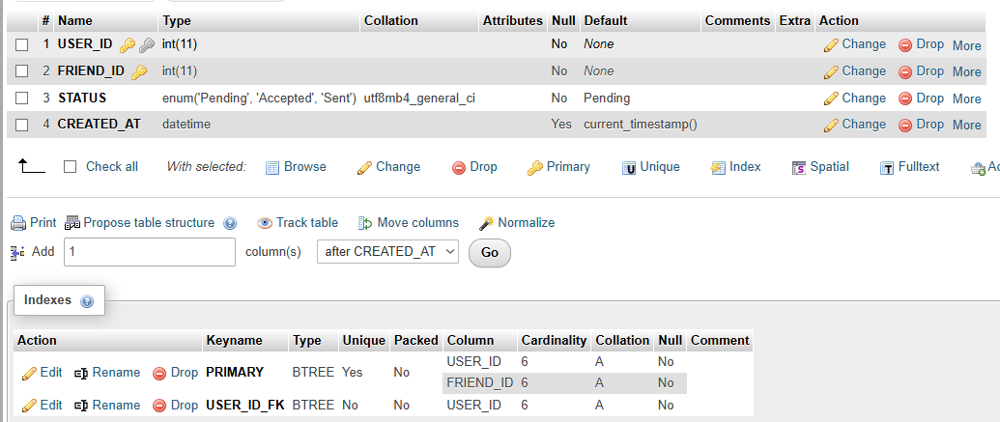 # Name Type Collation Attributes Null Default Comments Extra Action
1 USER_ID int(11) No None Change Drop More
2 FRIEND_ID int(11) No None Change Drop More
3 STATUS enum('Pending', 'Accepted', 'Sent') utf8mb4_general_ci No Pending Change Drop More
4 CREATED_AT datetime Yes current_timestamp() Change Drop More
Check all With selected: Browse Change Drop Primary Unique Index Spatial Fulltext
Print Propose table structure Track table Move columns Normalize
Add 1 column(s) after CREATED_AT Go
Indexes
Action Keyname Type Unique Packed Column Cardinality Collation Null Comment
Edit Rename Drop PRIMARY BTREE Yes No USER_ID 6 A No
FRIEND_ID 6 A No
Edit Rename Drop USER_ID_FK BTREE No No USER_ID 6 A No